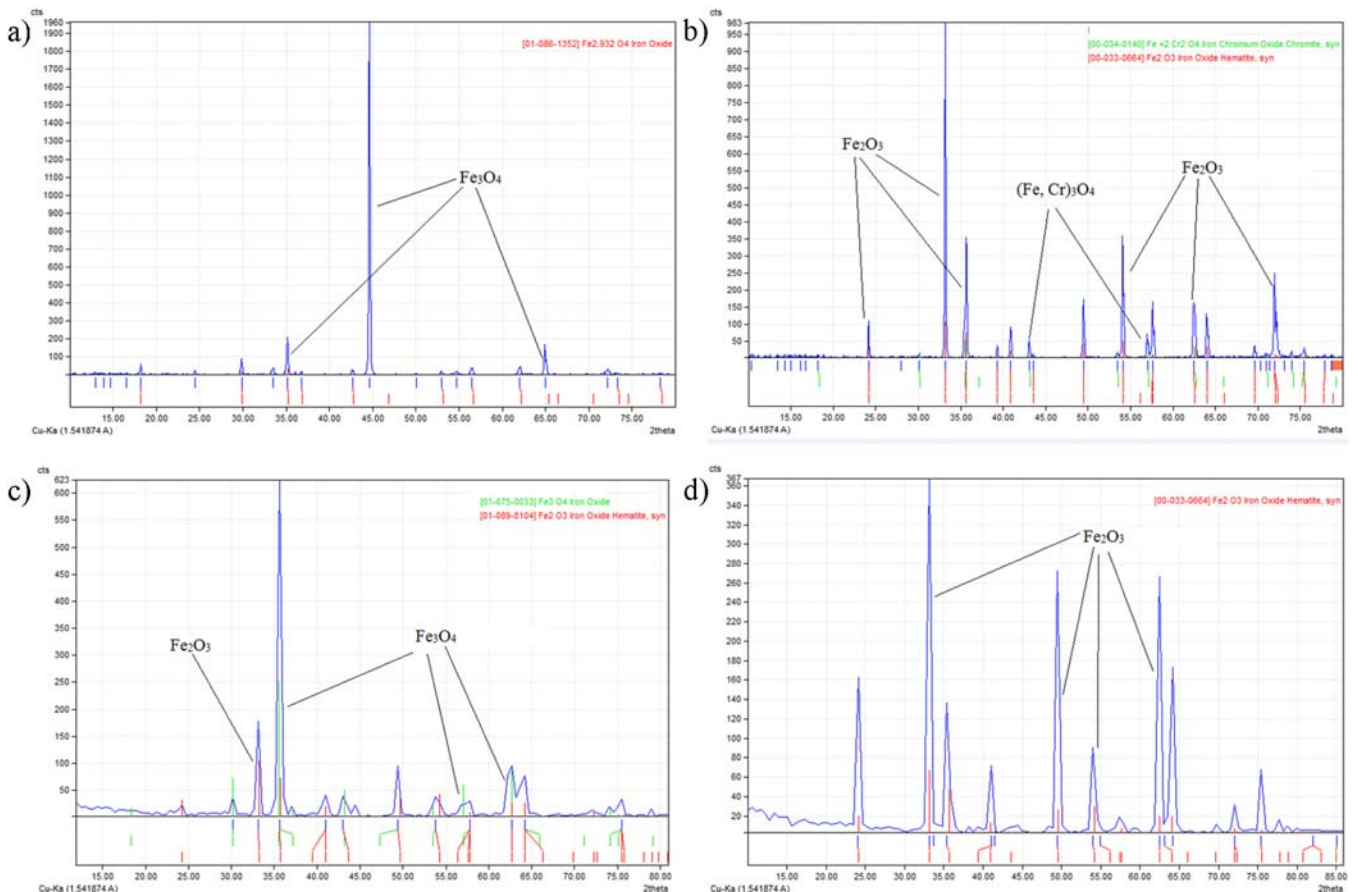 a)
cts
1960
1900
1800
1700
1600
1500
1400
1300
1200
1100
1000
900
800
700
600
500
400
300
200
100
[01-086-1352] Fe2.932 O4 Iron Oxide
Fe₃O₄
15.00 20.00 25.00 30.00 35.00 40.00 45.00 50.00 55.00 60.00 65.00 70.00 75.00
Cu-Ka (1.541874 A) 2theta
b)
cts
983
950
900
850
800
750
700
650
600
550
500
450
400
350
300
250
200
150
100
50
[00-034-0140] Fe +2 Cr2 O4 Iron Chromium Oxide Chromite, syn
[00-033-0664] Fe2 O3 Iron Oxide Hematite, syn
Fe₂O₃
(Fe, Cr)₃O₄
Fe₂O₃
15.00 20.00 25.00 30.00 35.00 40.00 45.00 50.00 55.00 60.00 65.00 70.00 75.00
Cu-Ka (1.541874 A) 2theta
c)
cts
623
600
550
500
450
400
350
300
250
200
150
100
50
[01-075-0033] Fe3 O4 Iron Oxide
[01-089-8104] Fe2 O3 Iron Oxide Hematite, syn
Fe₂O₃
Fe₃O₄
15.00 20.00 25.00 30.00 35.00 40.00 45.00 50.00 55.00 60.00 65.00 70.00 75.00 80.00
Cu-Ka (1.541874 A) 2theta
d)
cts
367
360
340
320
300
280
260
240
220
200
180
160
140
120
100
80
60
40
20
[00-033-0664] Fe2 O3 Iron Oxide Hematite, syn
Fe₂O₃
15.00 20.00 25.00 30.00 35.00 40.00 45.00 50.00 55.00 60.00 65.00 70.00 75.00 80.00 85.00
Cu-Ka (1.541874 A) 2theta